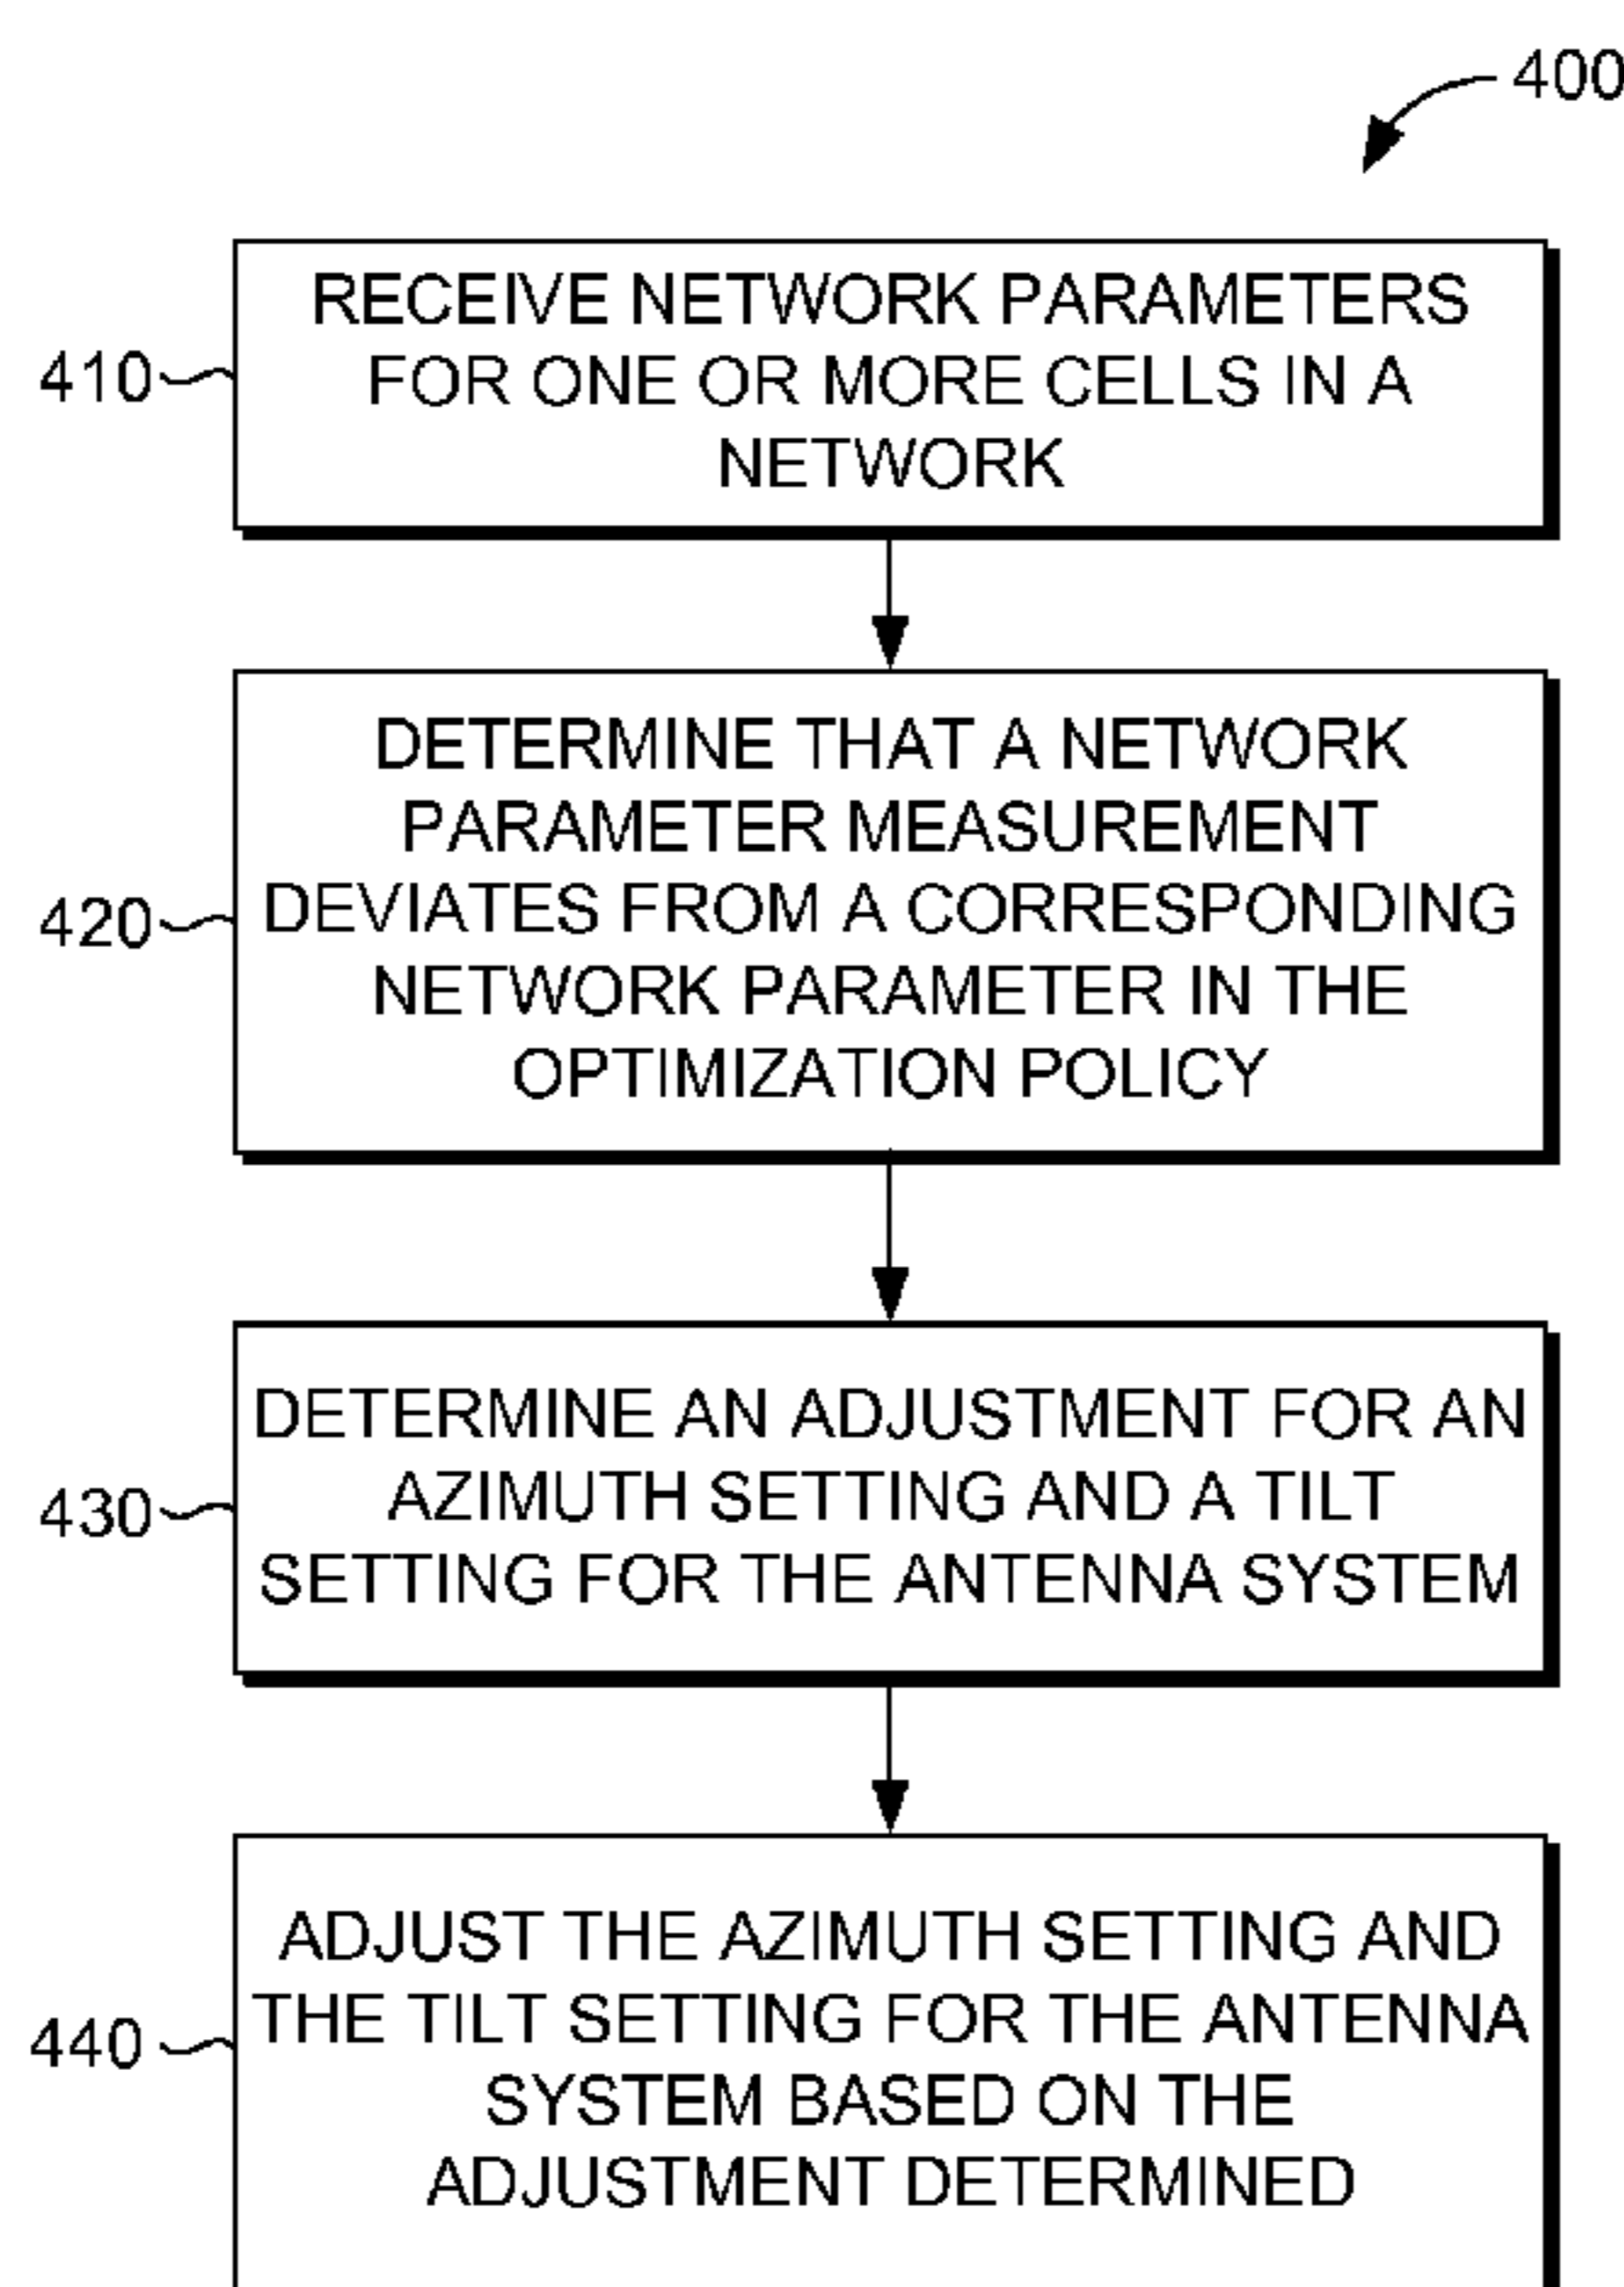 400
RECEIVE NETWORK PARAMETERS
FOR ONE OR MORE CELLS IN A
NETWORK
410
DETERMINE THAT A NETWORK
PARAMETER MEASUREMENT
DEVIATES FROM A CORRESPONDING
NETWORK PARAMETER IN THE
OPTIMIZATION POLICY
420
DETERMINE AN ADJUSTMENT FOR AN
AZIMUTH SETTING AND A TILT
SETTING FOR THE ANTENNA SYSTEM
430
ADJUST THE AZIMUTH SETTING AND
THE TILT SETTING FOR THE ANTENNA
SYSTEM BASED ON THE
ADJUSTMENT DETERMINED
440